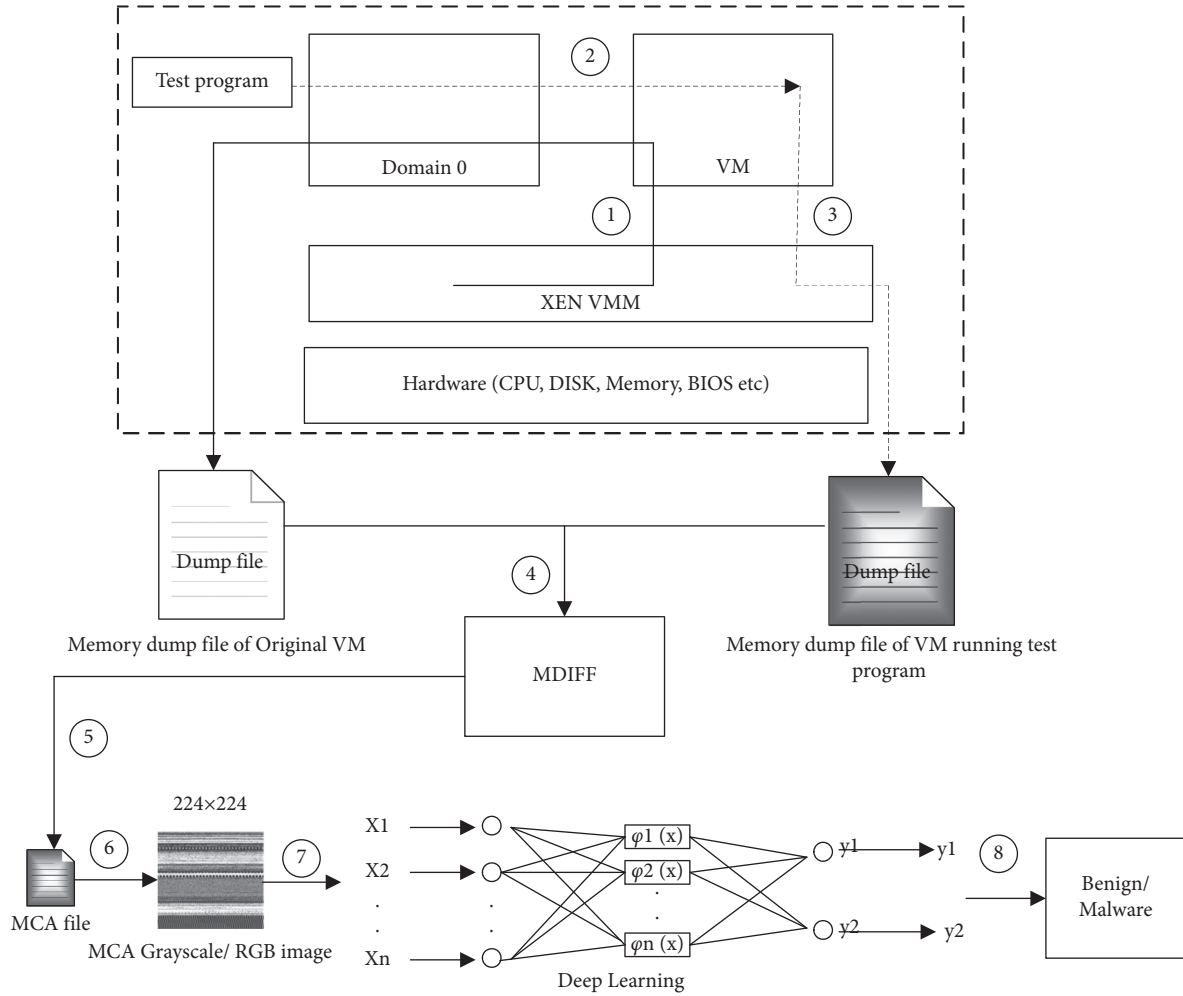 Test program
2
Domain 0
VM
1
3
XEN VMM
Hardware (CPU, DISK, Memory, BIOS etc)
Dump file
Dump file
4
Memory dump file of Original VM
Memory dump file of VM running test
program
MDIFF
5
224×224
6
7
MCA file
MCA Grayscale/ RGB image
X1
X2
.
.
Xn
.
.
φ1 (x)
φ2 (x)
.
.
φn (x)
Deep Learning
y1
y2
y1
y2
8
Benign/
Malware